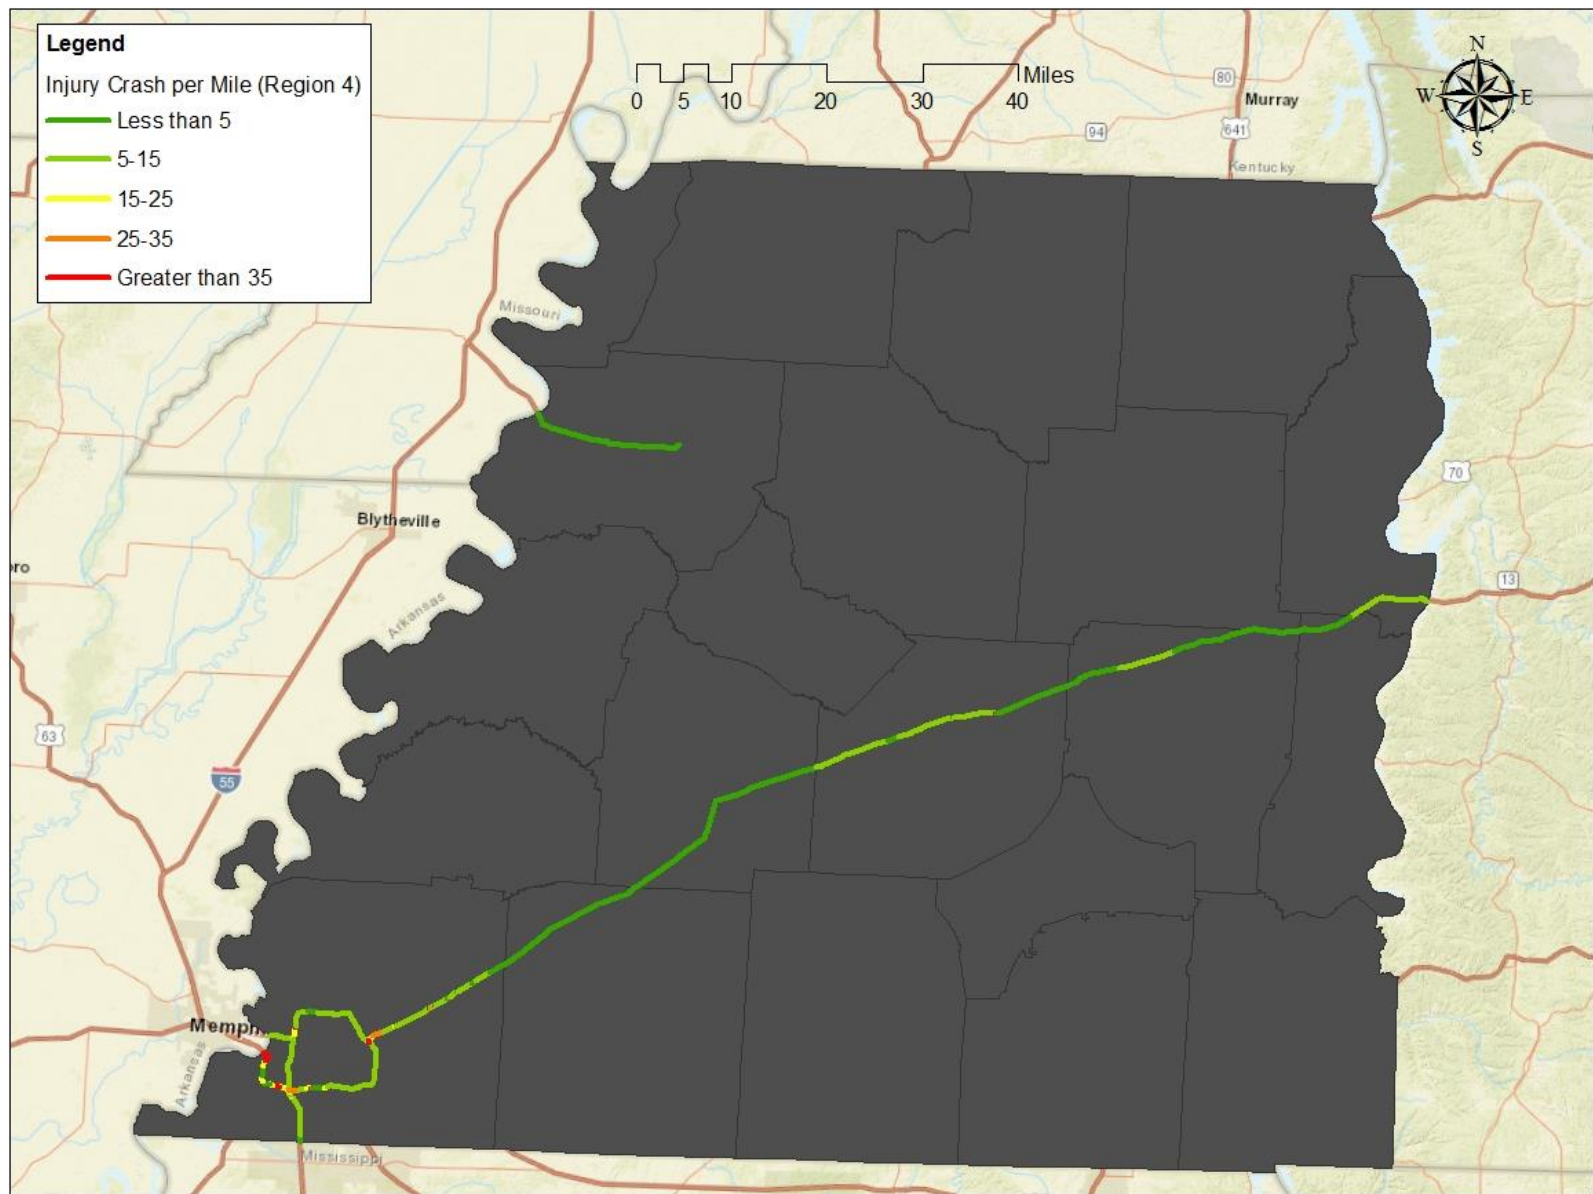 Legend
Injury Crash per Mile (Region 4)
Less than 5
5-15
15-25
25-35
Greater than 35
Miles
0 5 10 20 30 40
N
W E
S
80
Murray
94
641
Kentucky
Missouri
70
Blytheville
13
Arkansas
63
55
Arkansas
Mississippi